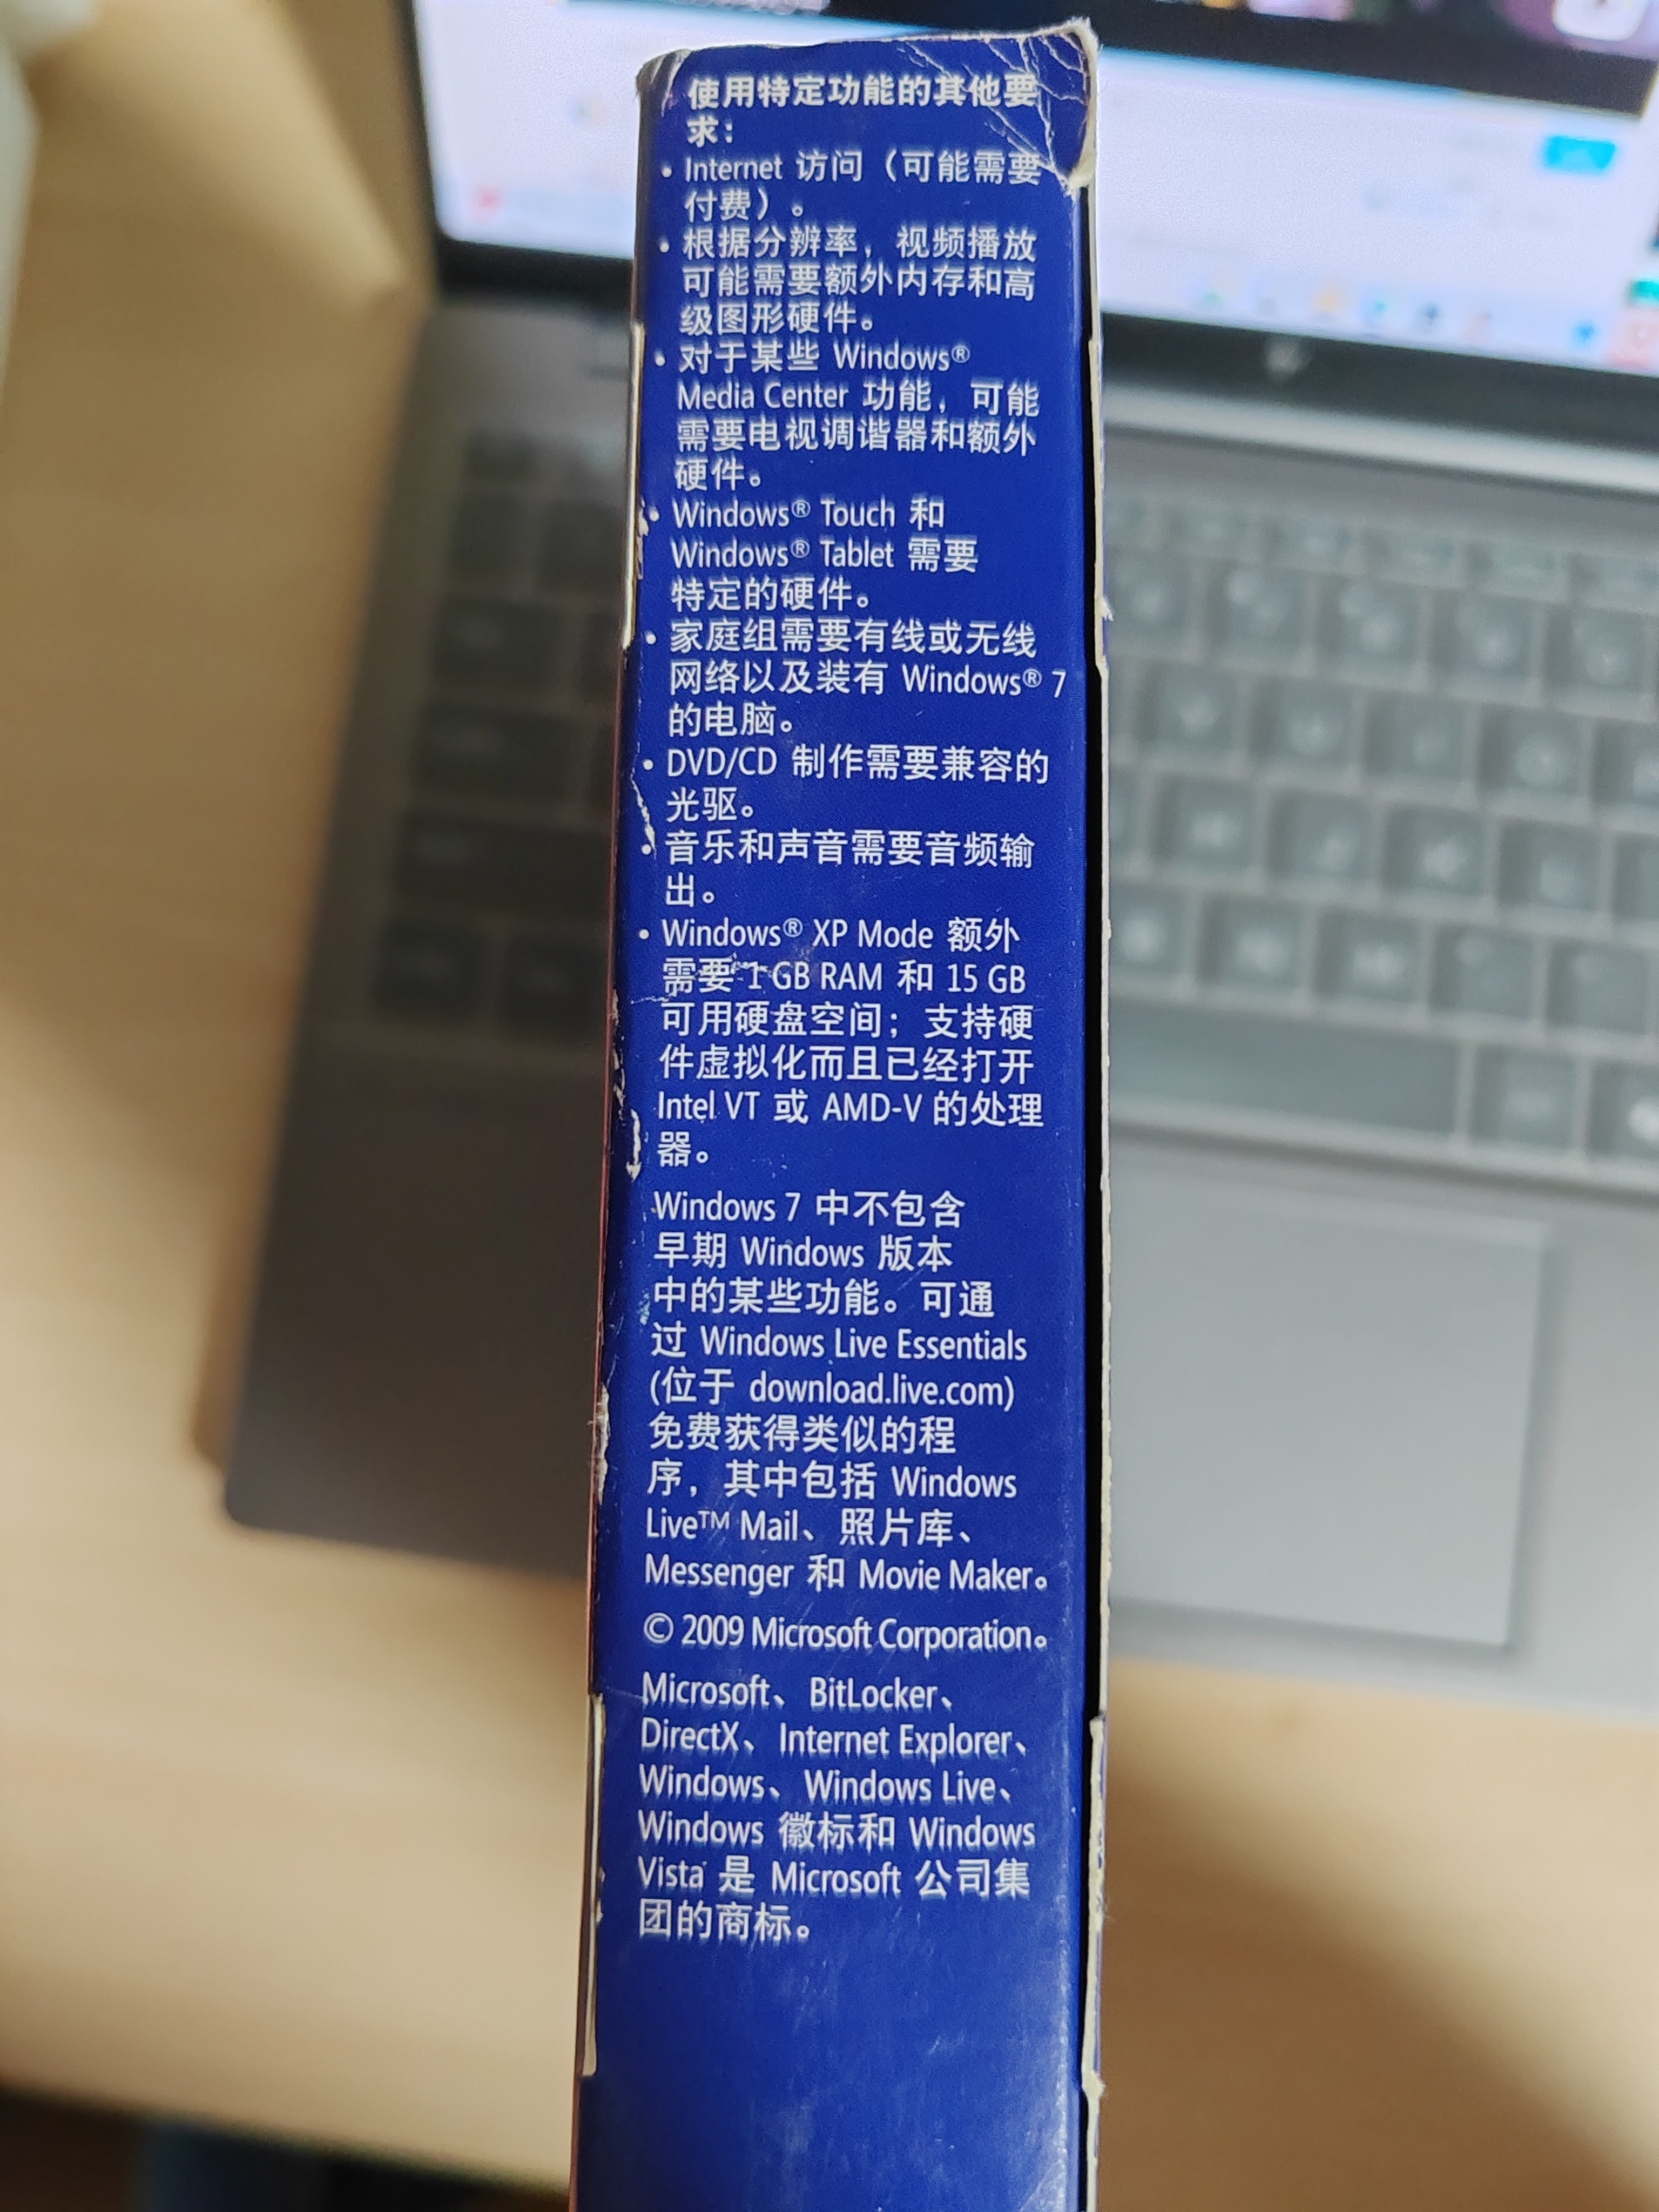 使用特定功能的其他要
求：
• Internet 访问（可能需要
付费）。
• 根据分辨率，视频播放
可能需要额外内存和高
级图形硬件。
• 对于某些 Windows®
Media Center 功能，可能
需要电视调谐器和额外
硬件。
• Windows® Touch 和
Windows® Tablet 需要
特定的硬件。
• 家庭组需要有线或无线
网络以及装有 Windows® 7
的电脑。
• DVD/CD 制作需要兼容的
光驱。
• 音乐和声音需要音频输
出。
• Windows® XP Mode 额外
需要 1 GB RAM 和 15 GB
可用硬盘空间；支持硬
件虚拟化而且已经打开
Intel VT 或 AMD-V 的处理
器。
Windows 7 中不包含
早期 Windows 版本
中的某些功能。可通
过 Windows Live Essentials
(位于 download.live.com)
免费获得类似的程
序，其中包括 Windows
Live™ Mail、照片库、
Messenger 和 Movie Maker。
© 2009 Microsoft Corporation。
Microsoft、BitLocker、
DirectX、Internet Explorer、
Windows、Windows Live、
Windows 徽标和 Windows
Vista 是 Microsoft 公司集
团的商标。